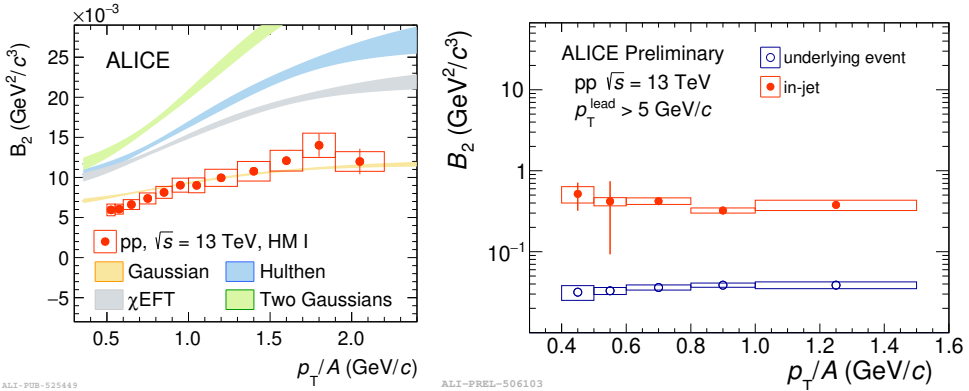 ×10⁻³
25
20
15
10
5
0
−5
B₂ (GeV²/c³)
ALICE
pp, √s = 13 TeV, HM I
Gaussian
Hulthen
χEFT
Two Gaussians
0.5
1.0
1.5
2.0
p_T/A (GeV/c)
ALI-PUB-525449
10
1
10⁻¹
B₂ (GeV²/c³)
ALICE Preliminary
pp √s = 13 TeV
p_T^lead > 5 GeV/c
underlying event
in-jet
0.4
0.6
0.8
1.0
1.2
1.4
1.6
p_T/A (GeV/c)
ALI-PREL-506103